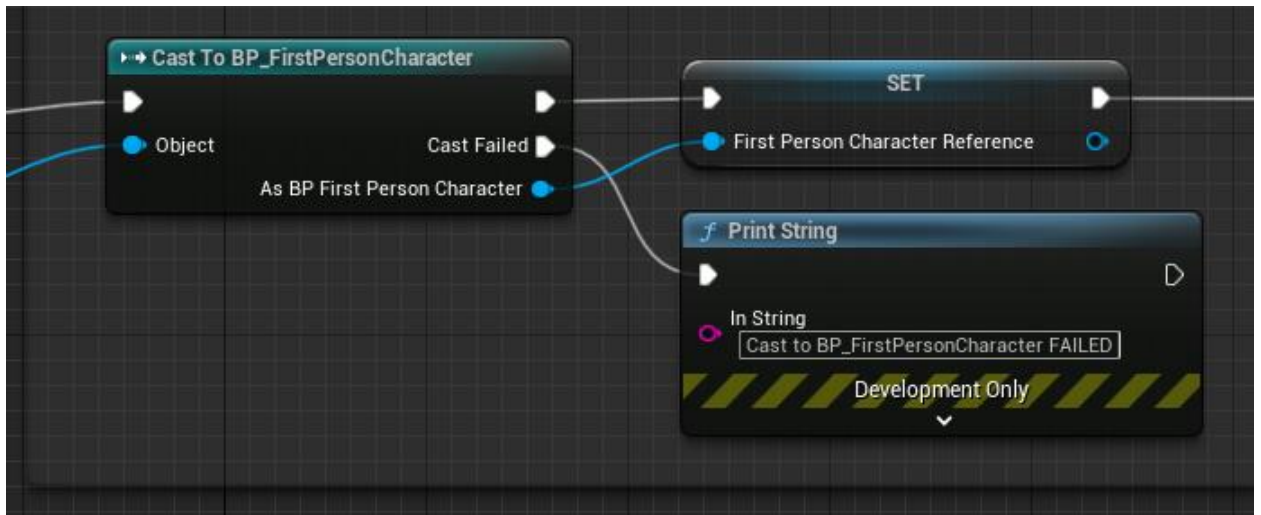 Cast To BP_FirstPersonCharacter
Object
Cast Failed
As BP First Person Character
SET
First Person Character Reference
f Print String
In String
Cast to BP_FirstPersonCharacter FAILED
Development Only